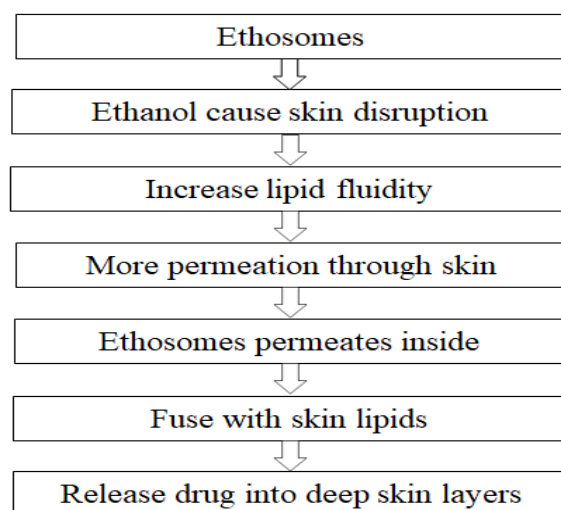 Ethosomes
Ethanol cause skin disruption
Increase lipid fluidity
More permeation through skin
Ethosomes permeates inside
Fuse with skin lipids
Release drug into deep skin layers